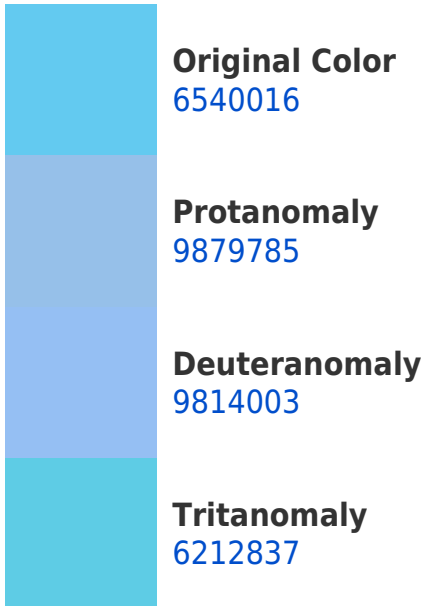 Original Color
6540016
Protanomaly
9879785
Deuteranomaly
9814003
Tritanomaly
6212837